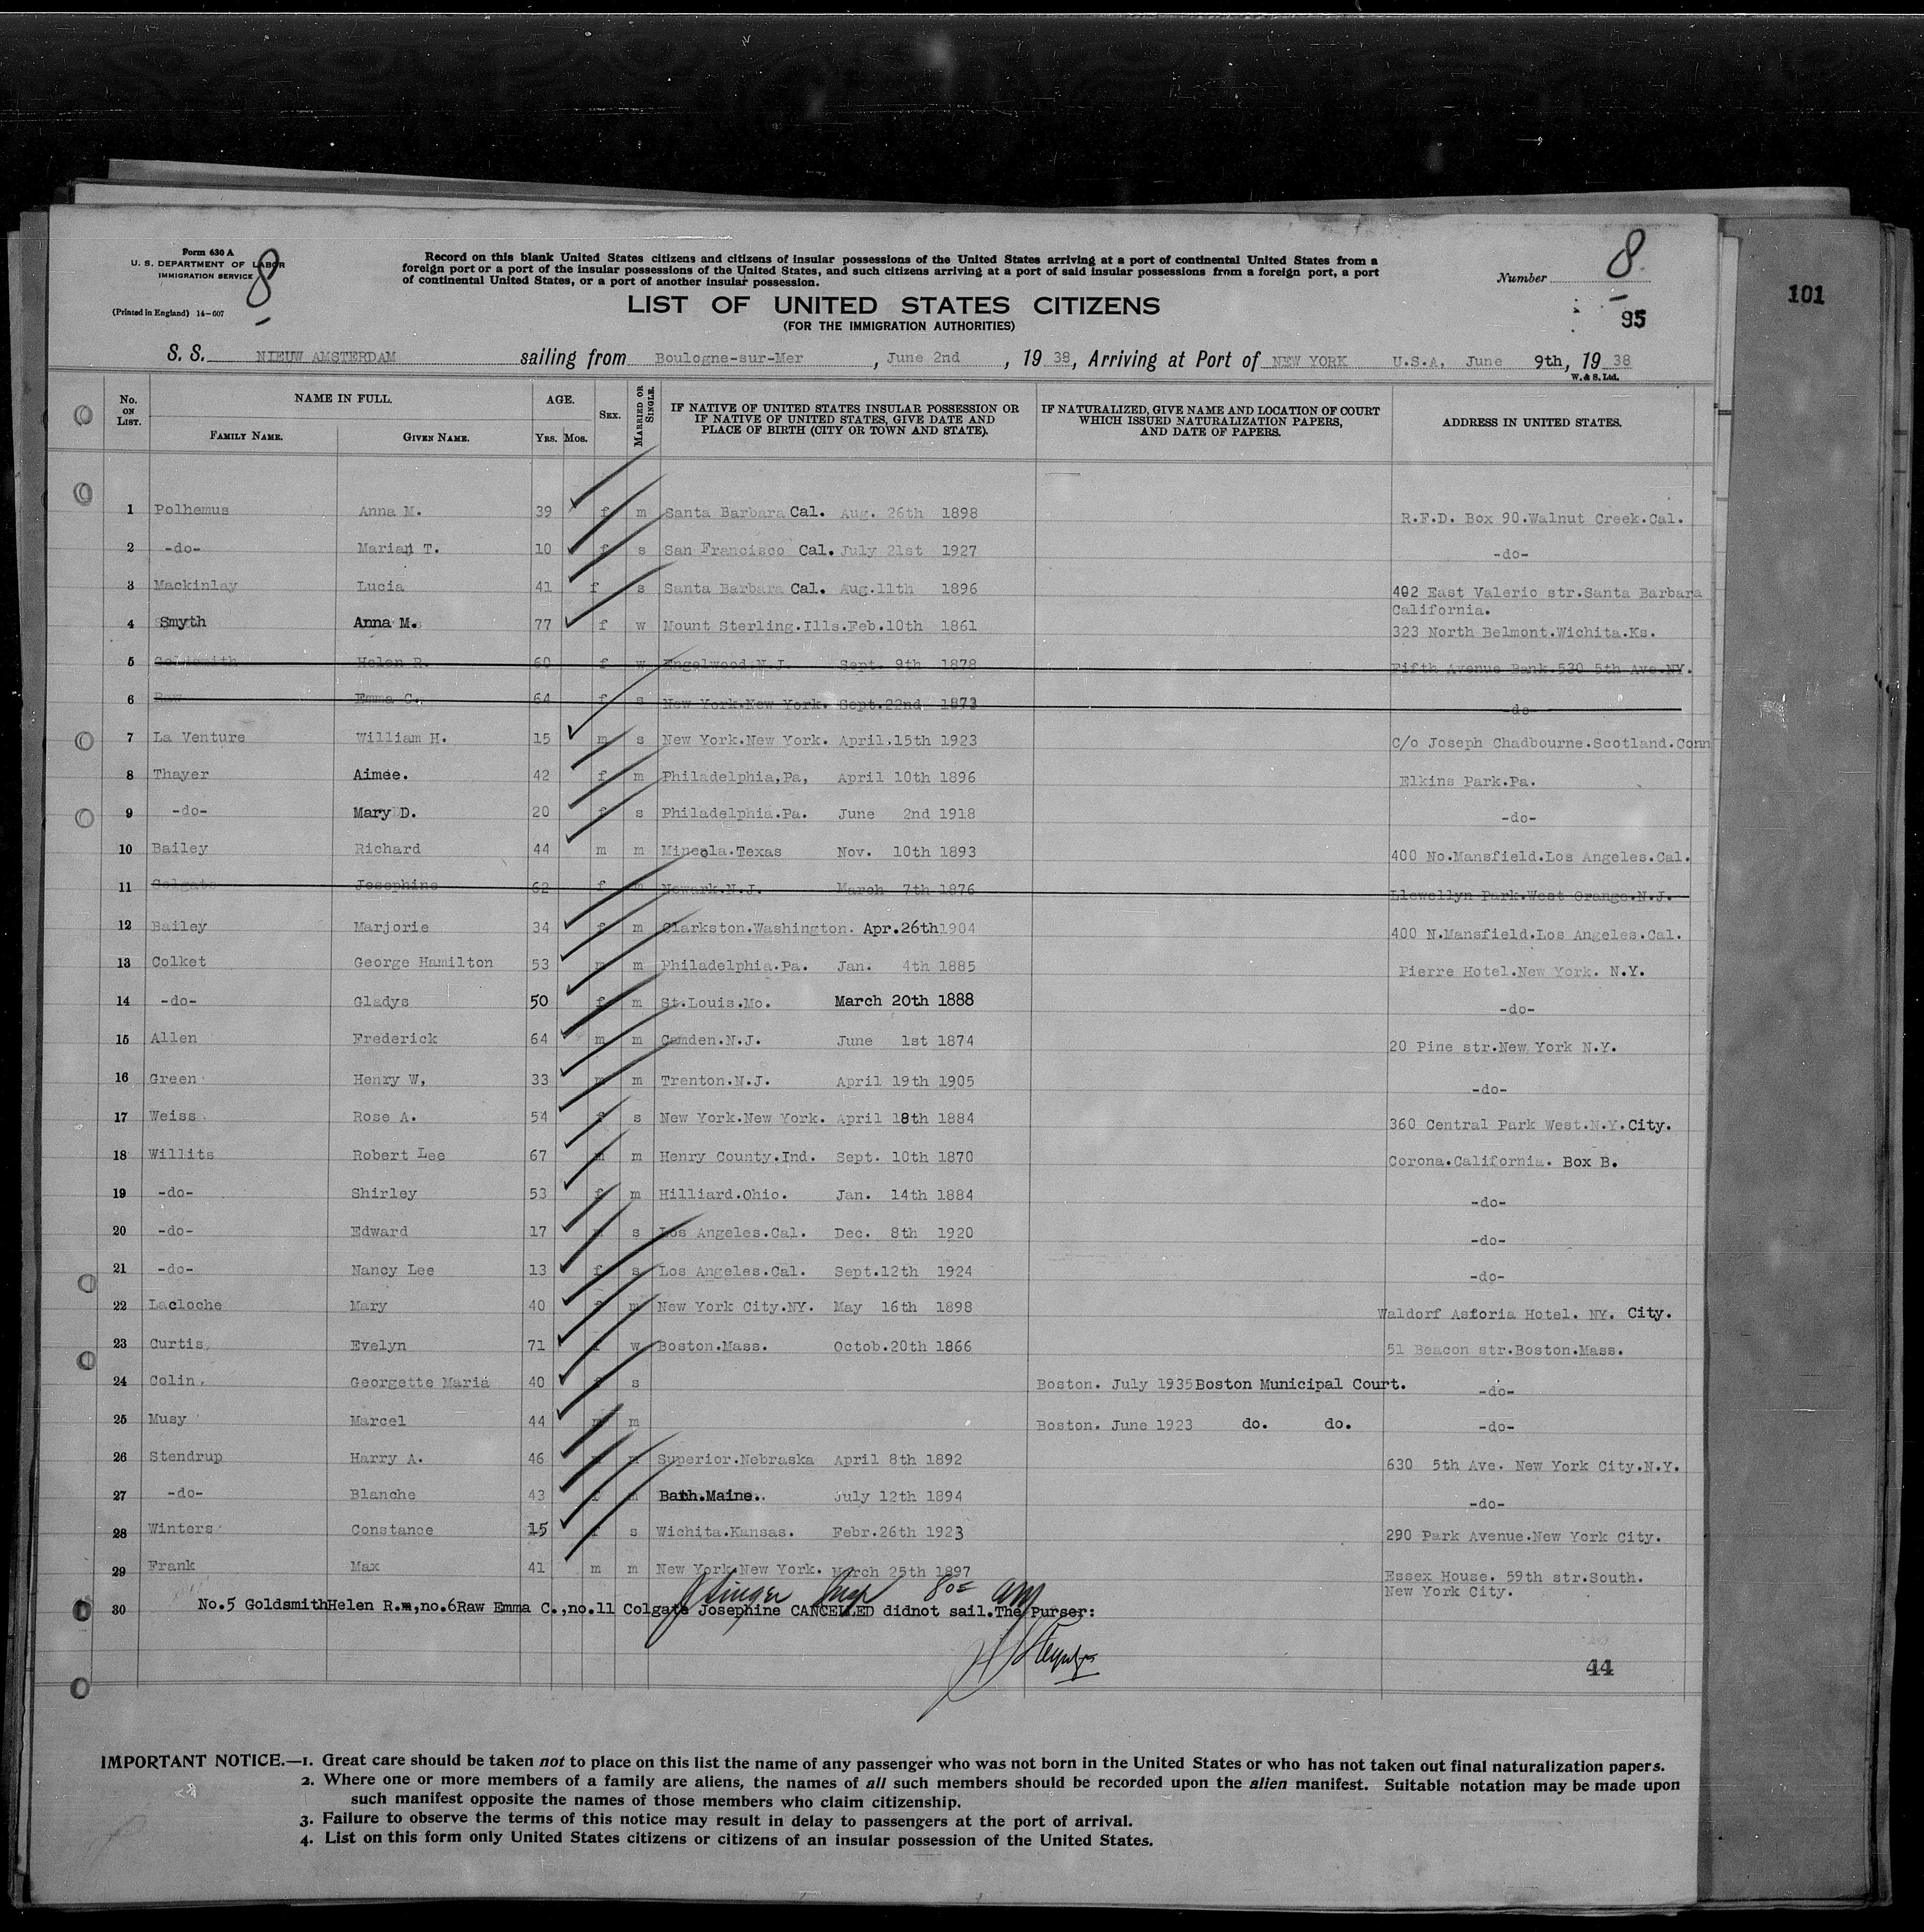 101
Form 630 A
U. S. DEPARTMENT OF LABOR
IMMIGRATION SERVICE
8
(Printed in England) 14-607
Record on this blank United States citizens and citizens of insular possessions of the United States arriving at a port of continental United States from a
foreign port or a port of the insular possessions of the United States, and such citizens arriving at a port of said insular possessions from a foreign port, a port
of continental United States, or a port of another insular possession.
Number 8
95
LIST OF UNITED STATES CITIZENS
(FOR THE IMMIGRATION AUTHORITIES)
S. S. NIEUW AMSTERDAM sailing from Boulogne-sur-Mer, June 2nd, 19 38, Arriving at Port of NEW YORK U.S.A, June 9th, 19 38
W. & S. Ltd.
No. ON LIST. NAME IN FULL. FAMILY NAME. GIVEN NAME. AGE. YRS. MOS. SEX. MARRIED OR SINGLE. IF NATIVE OF UNITED STATES INSULAR POSSESSION OR IF NATIVE OF UNITED STATES, GIVE DATE AND PLACE OF BIRTH (CITY OR TOWN AND STATE). IF NATURALIZED, GIVE NAME AND LOCATION OF COURT WHICH ISSUED NATURALIZATION PAPERS, AND DATE OF PAPERS. ADDRESS IN UNITED STATES.
1 Polhemus Anna M. 39 f m Santa Barbara Cal. Aug. 26th 1898 R.F.D. Box 90.Walnut Creek.Cal.
2 -do- Marian T. 10 f s San Francisco Cal. July 21st 1927 -do-
3 Mackinlay Lucia 41 f s Santa Barbara Cal. Aug.11th 1896 402 East Valerio str.Santa Barbara
California.
4 Smyth Anna M. 77 f w Mount Sterling.Ills.Feb.10th 1861 323 North Belmont.Wichita.Ks.
5 Goldsmith Helen R. 60 f w Engelwood.N.J. Sept. 9th 1878 Fifth Avenue Bank.530 5th Ave.NY.
6 Raw Emma C. 64 f s New York.New York. Sept.22nd 1873 -do-
7 La Venture William H. 15 m s New York.New York. April.15th 1923 C/o Joseph Chadbourne.Scotland.Conn
8 Thayer Aimée. 42 f m Philadelphia,Pa, April 10th 1896 Elkins Park.Pa.
9 -do- Mary D. 20 f s Philadelphia.Pa. June 2nd 1918 -do-
10 Bailey Richard 44 m m Mineola.Texas Nov. 10th 1893 400 No.Mansfield.Los Angeles.Cal.
11 Colgate Josephine 62 f m Newark.N.J. March 7th 1876 Llewellyn Park.West Orange.N.J.
12 Bailey Marjorie 34 f m Clarkston.Washington. Apr.26th1904 400 N.Mansfield.Los Angeles.Cal.
13 Colket George Hamilton 53 m m Philadelphia.Pa. Jan. 4th 1885 Pierre Hotel.New York. N.Y.
14 -do- Gladys 50 f m St.Louis.Mo. March 20th 1888 -do-
15 Allen Frederick 64 m m Camden.N.J. June 1st 1874 20 Pine str.New York N.Y.
16 Green Henry W, 33 m m Trenton.N.J. April 19th 1905 -do-
17 Weiss Rose A. 54 f s New York.New York. April 18th 1884 360 Central Park West.N.Y.City.
18 Willits Robert Lee 67 m m Henry County.Ind. Sept. 10th 1870 Corona.California. Box B.
19 -do- Shirley 53 f m Hilliard.Ohio. Jan. 14th 1884 -do-
20 -do- Edward 17 m s Los Angeles.Cal. Dec. 8th 1920 -do-
21 -do- Nancy Lee 13 f s Los Angeles.Cal. Sept.12th 1924 -do-
22 Lacloche Mary 40 f m New York City.NY. May 16th 1898 Waldorf Astoria Hotel. NY. City.
23 Curtis Evelyn 71 f w Boston.Mass. Octob.20th 1866 51 Beacon str.Boston.Mass.
24 Colin Georgette Maria 40 f s Boston. July 1935 Boston Municipal Court. -do-
25 Musy Marcel 44 m m Boston. June 1923 do. do. -do-
26 Stendrup Harry A. 46 m m Superior.Nebraska April 8th 1892 630 5th Ave. New York City.N.Y.
27 -do- Blanche 43 f m Bath.Maine. July 12th 1894 -do-
28 Winters Constance 15 f s Wichita.Kansas. Febr.26th 1923 290 Park Avenue.New York City.
29 Frank Max 41 m m New York New York. March 25th 1897 Essex House. 59th str.South.
New York City.
30 No.5 GoldsmithHelen R.,no.6Raw Emma C.,no.11 Colgate Josephine CANCELLED didnot sail.The Purser:
44
IMPORTANT NOTICE.—1. Great care should be taken not to place on this list the name of any passenger who was not born in the United States or who has not taken out final naturalization papers.
2. Where one or more members of a family are aliens, the names of all such members should be recorded upon the alien manifest. Suitable notation may be made upon
such manifest opposite the names of those members who claim citizenship.
3. Failure to observe the terms of this notice may result in delay to passengers at the port of arrival.
4. List on this form only United States citizens or citizens of an insular possession of the United States.